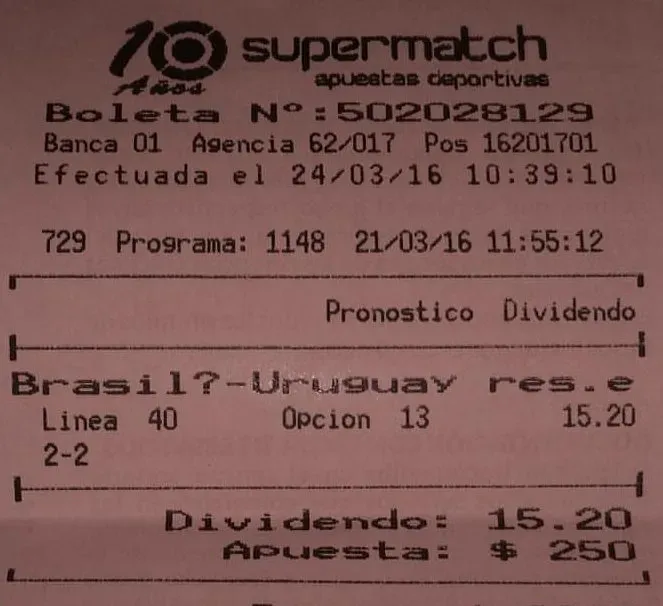 10 supermatch
Años apuestas deportivas
Boleta Nº:502028129
Banca 01 Agencia 62/017 Pos 16201701
Efectuada el 24/03/16 10:39:10
729 Programa: 1148 21/03/16 11:55:12
Pronostico Dividendo
Brasil?-Uruguay res.e
Linea 40 Opcion 13 15.20
2-2
Dividendo: 15.20
Apuesta: $ 250